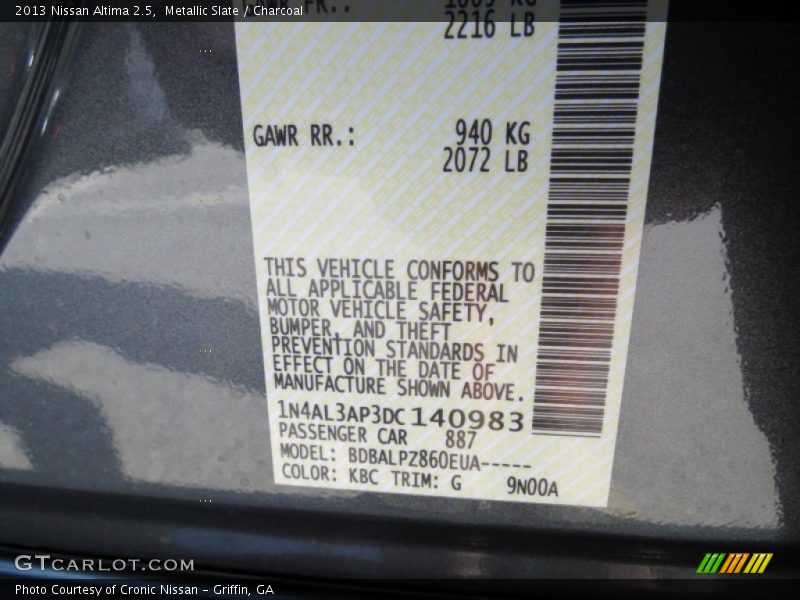 2013 Nissan Altima 2.5, Metallic Slate / Charcoal
2216 LB
GAWR RR.: 940 KG
2072 LB
THIS VEHICLE CONFORMS TO
ALL APPLICABLE FEDERAL
MOTOR VEHICLE SAFETY,
BUMPER, AND THEFT
PREVENTION STANDARDS IN
EFFECT ON THE DATE OF
MANUFACTURE SHOWN ABOVE.
1N4AL3AP3DC140983
PASSENGER CAR 887
MODEL: BDBALPZ860EUA-----
COLOR: KBC TRIM: G 9N00A
GTCARLOT.COM
Photo Courtesy of Cronic Nissan – Griffin, GA